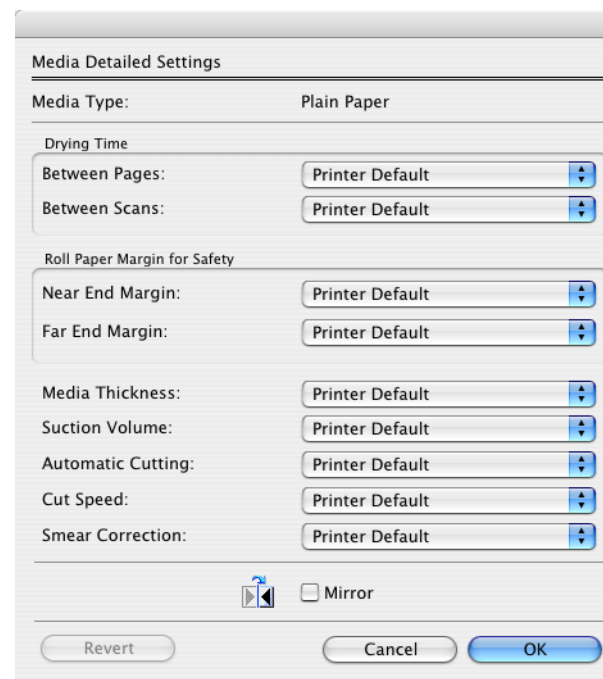 Media Detailed Settings
Media Type: Plain Paper
Drying Time
Between Pages: Printer Default
Between Scans: Printer Default
Roll Paper Margin for Safety
Near End Margin: Printer Default
Far End Margin: Printer Default
Media Thickness: Printer Default
Suction Volume: Printer Default
Automatic Cutting: Printer Default
Cut Speed: Printer Default
Smear Correction: Printer Default
Mirror
Revert Cancel OK